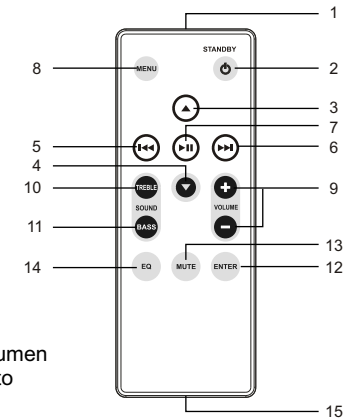 1
STANDBY
8
MENU
2
3
7
5
6
4
10
TREBLE
SOUND
VOLUME
9
11
BASS
13
14
EQ
MUTE
ENTER
12
umen
to
15